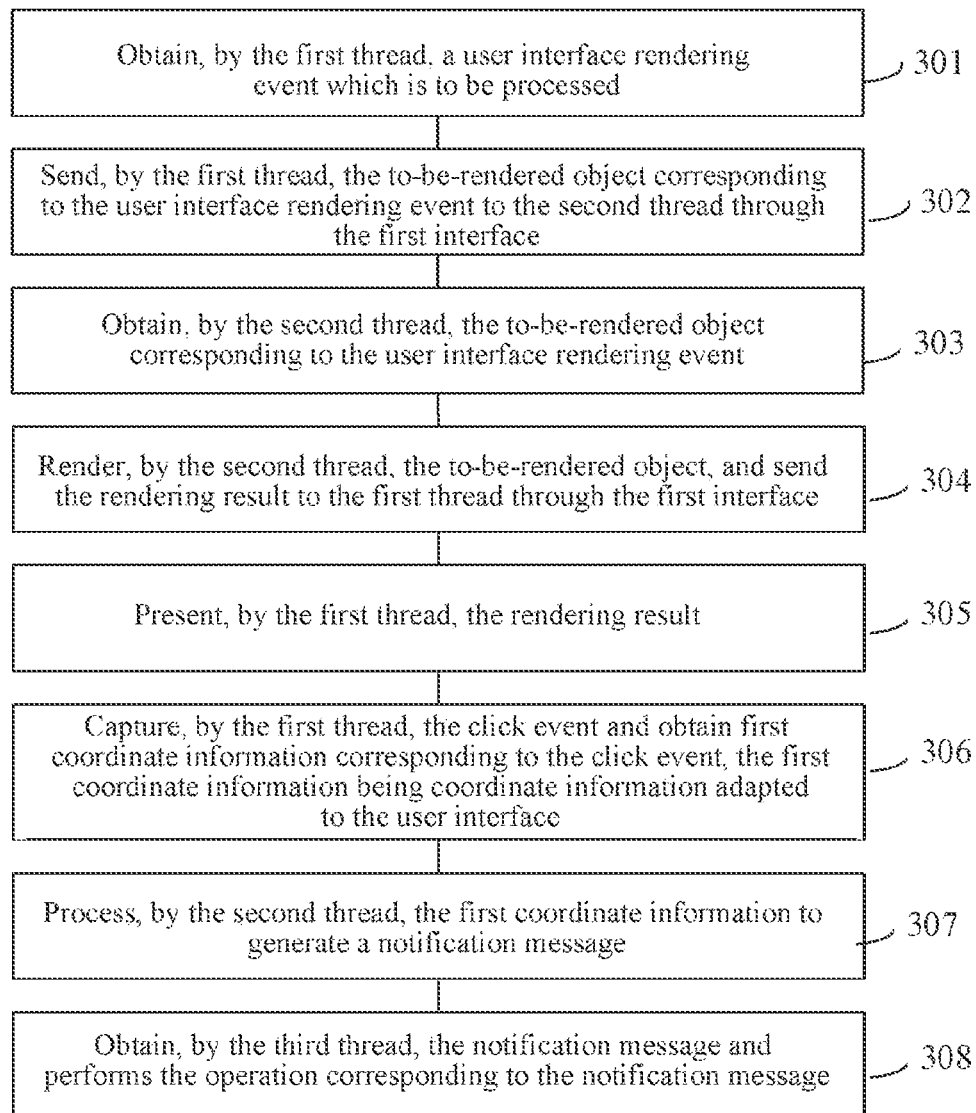 Obtain, by the first thread, a user interface rendering
event which is to be processed
301
Send, by the first thread, the to-be-rendered object corresponding
to the user interface rendering event to the second thread through
the first interface
302
Obtain, by the second thread, the to-be-rendered object
corresponding to the user interface rendering event
303
Render, by the second thread, the to-be-rendered object, and send
the rendering result to the first thread through the first interface
304
Present, by the first thread, the rendering result
305
Capture, by the first thread, the click event and obtain first
coordinate information corresponding to the click event, the first
coordinate information being coordinate information adapted
to the user interface
306
Process, by the second thread, the first coordinate information to
generate a notification message
307
Obtain, by the third thread, the notification message and
performs the operation corresponding to the notification message
308